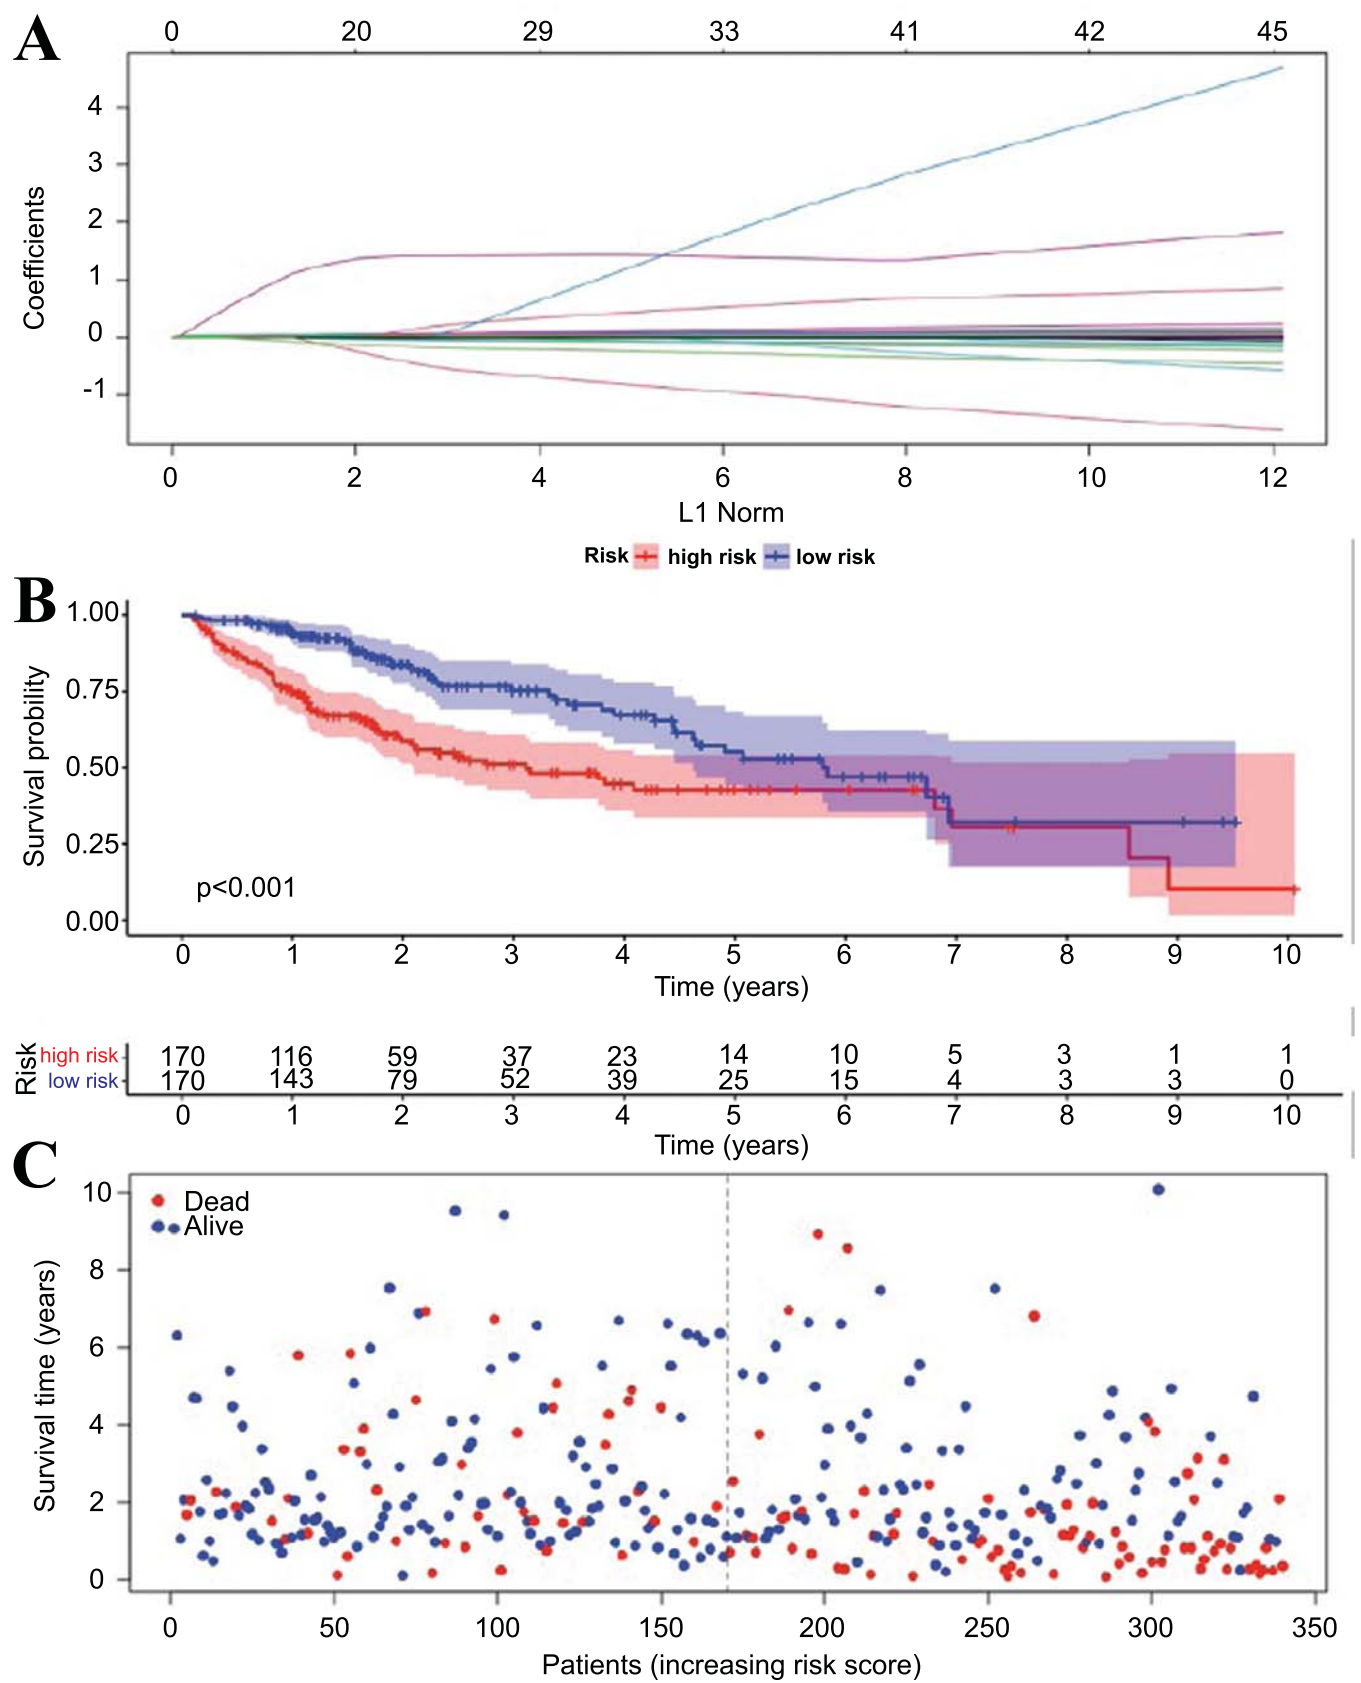 A
0 20 29 33 41 42 45
Coefficients
4
3
2
1
0
-1
0 2 4 6 8 10 12
L1 Norm
Risk high risk low risk
B
Survival probility
1.00
0.75
0.50
0.25
0.00
p<0.001
0 1 2 3 4 5 6 7 8 9 10
Time (years)
Risk
high risk 170 116 59 37 23 14 10 5 3 1 1
low risk 170 143 79 52 39 25 15 4 3 3 0
0 1 2 3 4 5 6 7 8 9 10
Time (years)
C
Survival time (years)
10
8
6
4
2
0
Dead
Alive
0 50 100 150 200 250 300 350
Patients (increasing risk score)